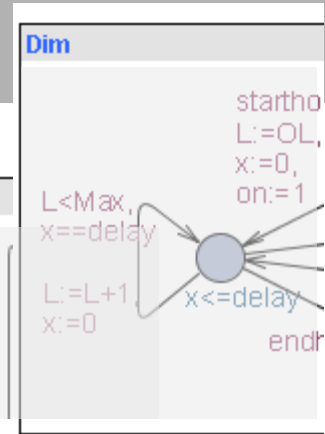 Dim
startho
L:=OL,
x:=0,
on:=1
L<Max,
x==delay
L:=L+1,
x:=0
x<=delay
endh